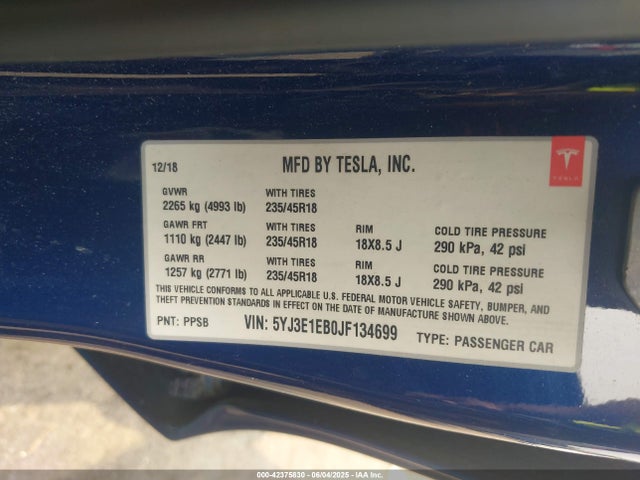 12/18 MFD BY TESLA, INC.
TESLA
GVWR WITH TIRES
2265 kg (4993 lb) 235/45R18
GAWR FRT WITH TIRES RIM COLD TIRE PRESSURE
1110 kg (2447 lb) 235/45R18 18X8.5 J 290 kPa, 42 psi
GAWR RR WITH TIRES RIM COLD TIRE PRESSURE
1257 kg (2771 lb) 235/45R18 18X8.5 J 290 kPa, 42 psi
THIS VEHICLE CONFORMS TO ALL APPLICABLE U.S. FEDERAL MOTOR VEHICLE SAFETY, BUMPER, AND
THEFT PREVENTION STANDARDS IN EFFECT ON THE DATE OF MANUFACTURE SHOWN ABOVE.
PNT: PPSB VIN: 5YJ3E1EB0JF134699 TYPE: PASSENGER CAR
000-42375830 - 06/04/2025 - IAA Corp.